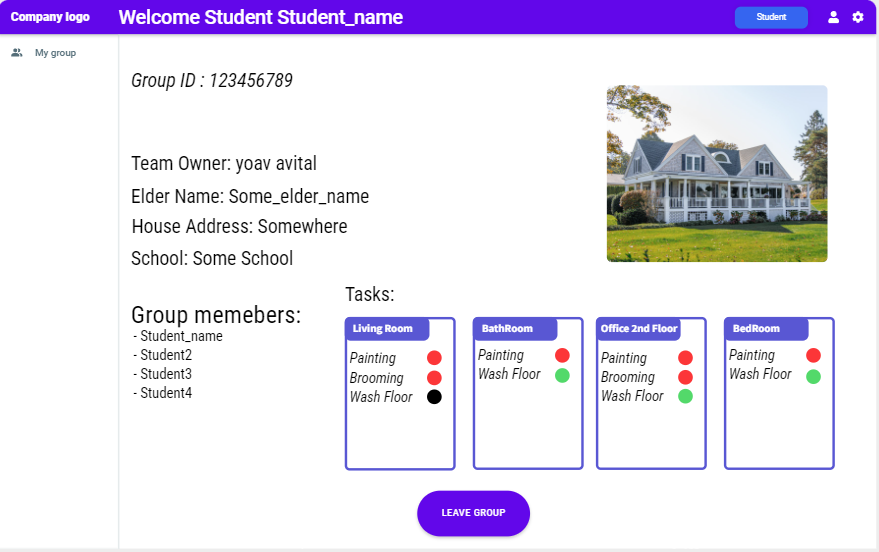 Company logo
Welcome Student Student_name
Student
My group
Group ID : 123456789
Team Owner: yoav avital
Elder Name: Some_elder_name
House Address: Somewhere
School: Some School
Group memebers:
- Student_name
- Student2
- Student3
- Student4
Tasks:
Living Room
Painting
Brooming
Wash Floor
BathRoom
Painting
Wash Floor
Office 2nd Floor
Painting
Brooming
Wash Floor
BedRoom
Painting
Wash Floor
LEAVE GROUP